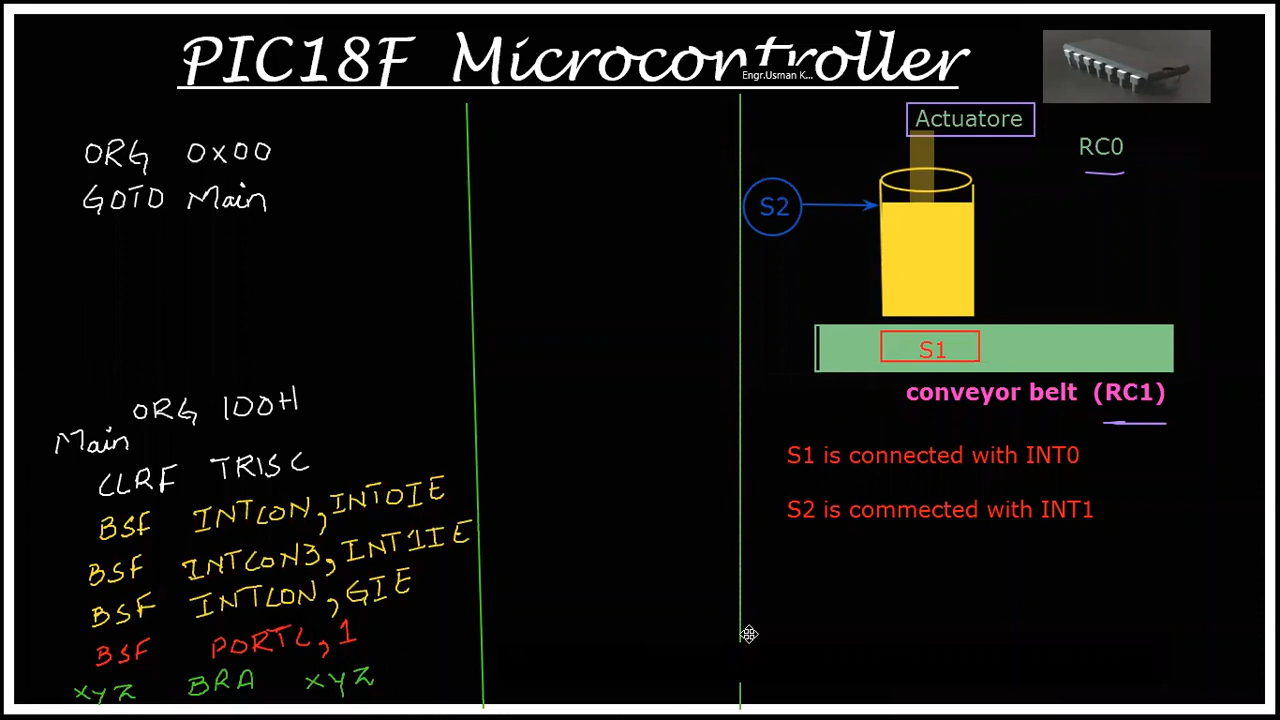 PIC18F Microcontroller
Engr.Usman K...
ORG 0x00
GOTO Main
ORG 100H
Main
CLRF TRISC
BSF INTCON, INT0IE
BSF INTCON3, INT1IE
BSF INTCON, GIE
BSF PORTC, 1
XYZ BRA XYZ
Actuatore
RC0
S2
S1
conveyor belt (RC1)
S1 is connected with INT0
S2 is commected with INT1